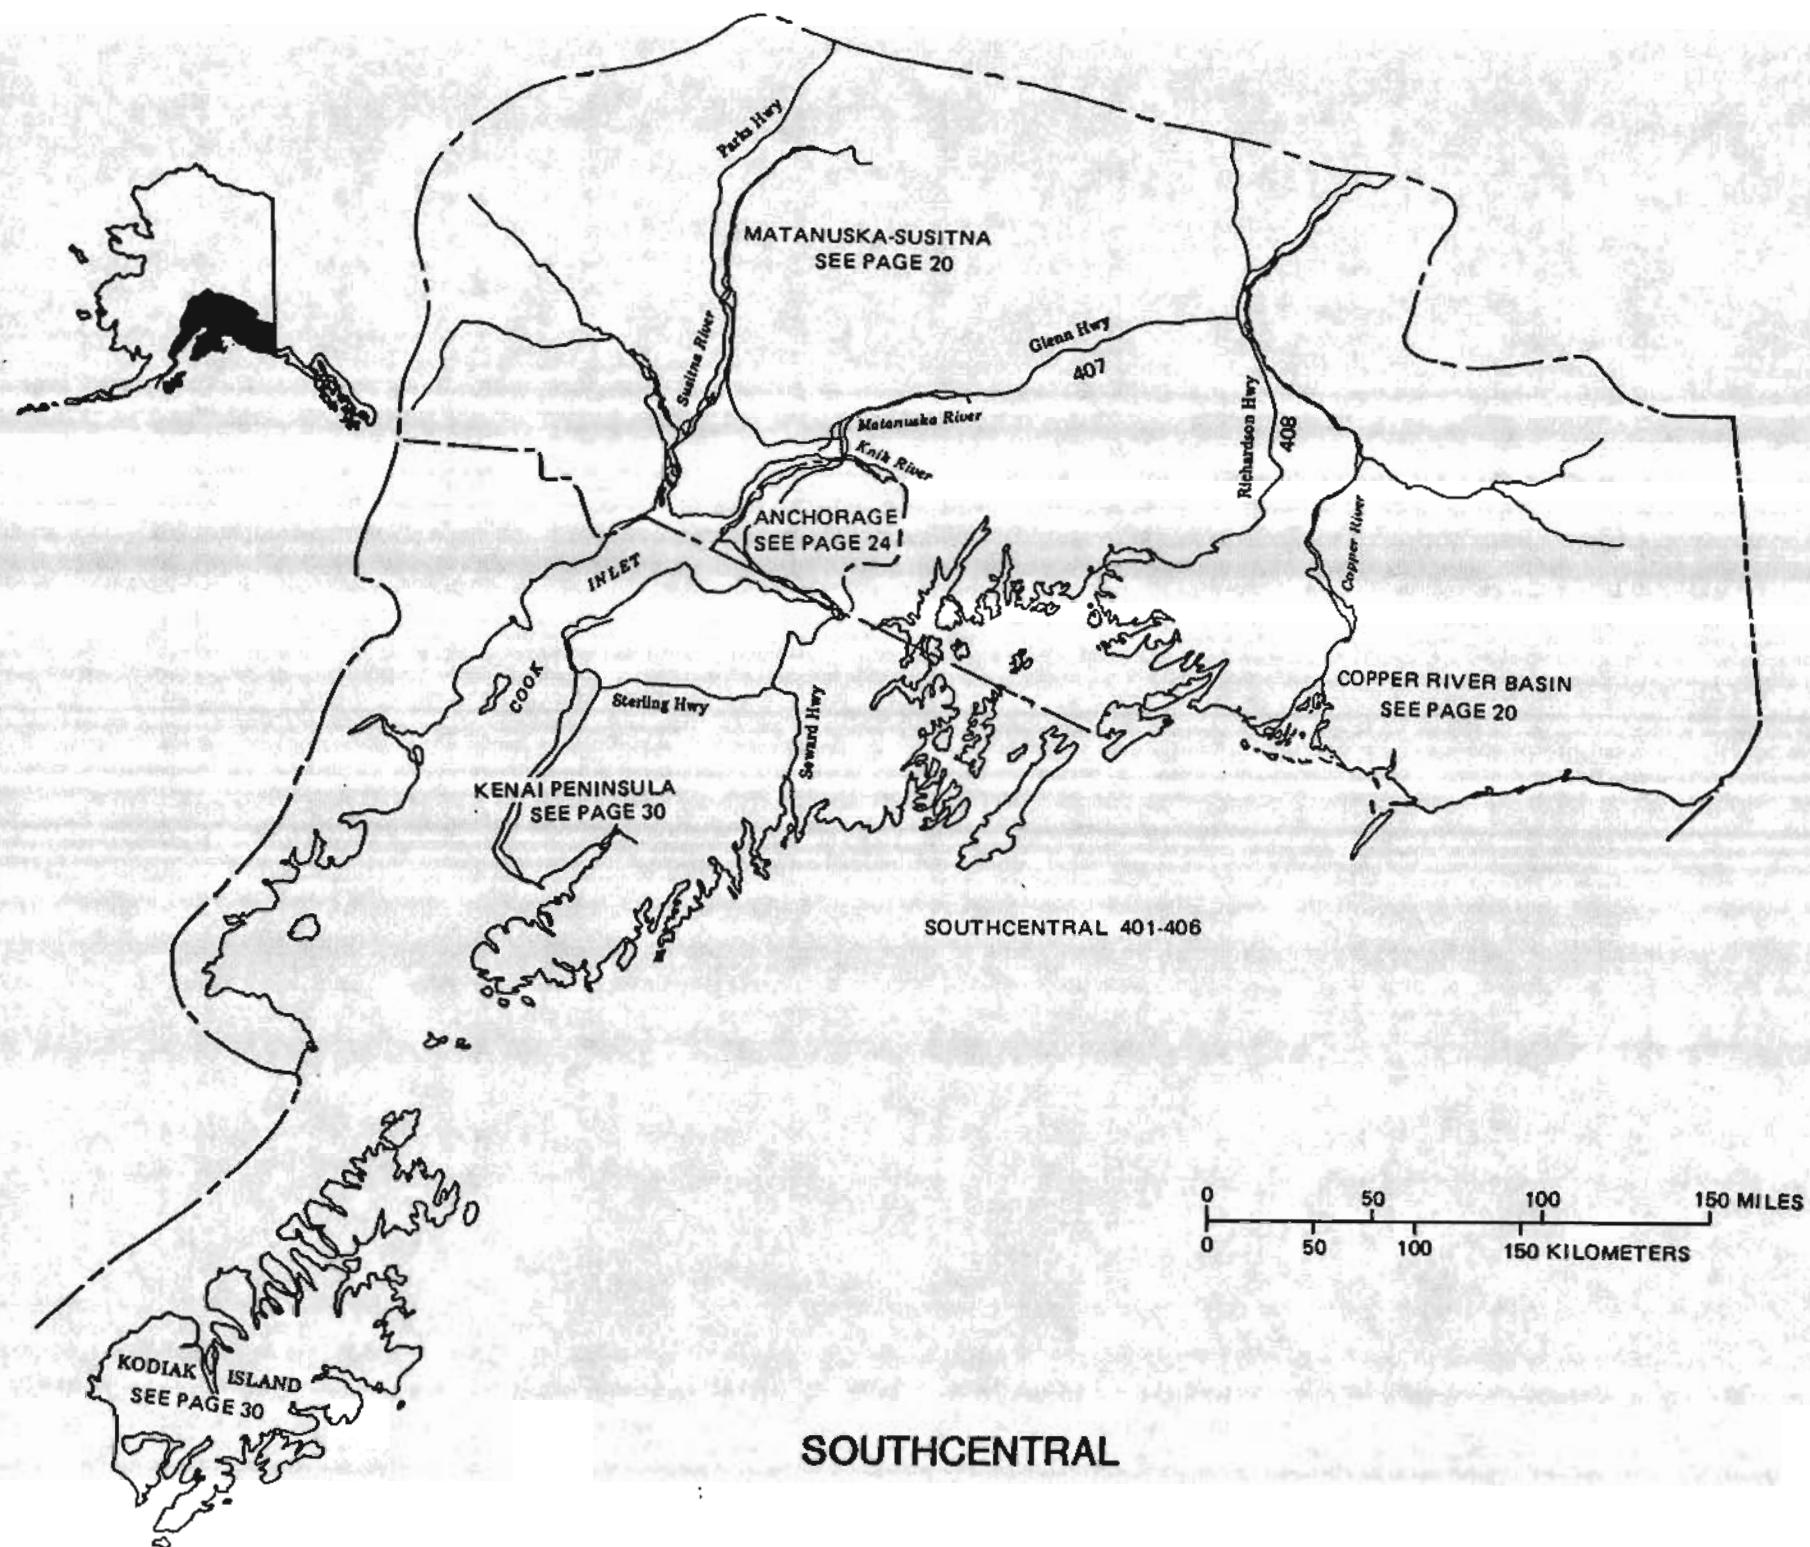 Parks Hwy
MATANUSKA-SUSITNA
SEE PAGE 20
Susitna River
Glenn Hwy
407
Matanuska River
Knik River
Richardson Hwy
408
ANCHORAGE
SEE PAGE 24
Copper River
COOK INLET
Sterling Hwy
Seward Hwy
COPPER RIVER BASIN
SEE PAGE 20
KENAI PENINSULA
SEE PAGE 30
SOUTHCENTRAL 401-406
0 50 100 150 MILES
0 50 100 150 KILOMETERS
KODIAK ISLAND
SEE PAGE 30
SOUTHCENTRAL